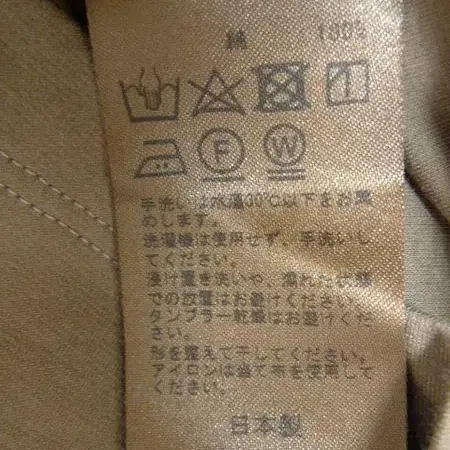 綿 100%
F W
手洗いは水温30℃以下をお薦
めします。
洗濯機は使用せず、手洗いし
てください。
浸け置き洗いや、濡れた状態
での放置はお避けください。
タンブラー乾燥はお避けくだ
さい。
形を整えて干してください。
アイロンは当て布を使用して
ください。
日本製